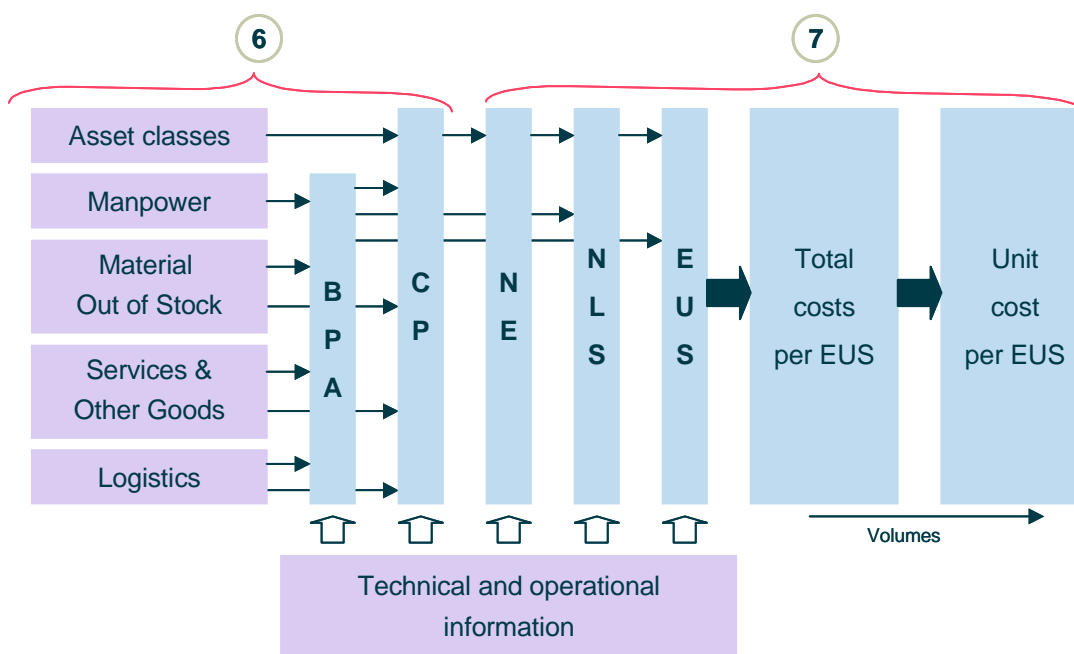 6
7
Asset classes
Manpower
Material
Out of Stock
Services &
Other Goods
Logistics
B
P
A
C
P
N
E
N
L
S
E
U
S
Total
costs
per EUS
Unit
cost
per EUS
Volumes
Technical and operational
information